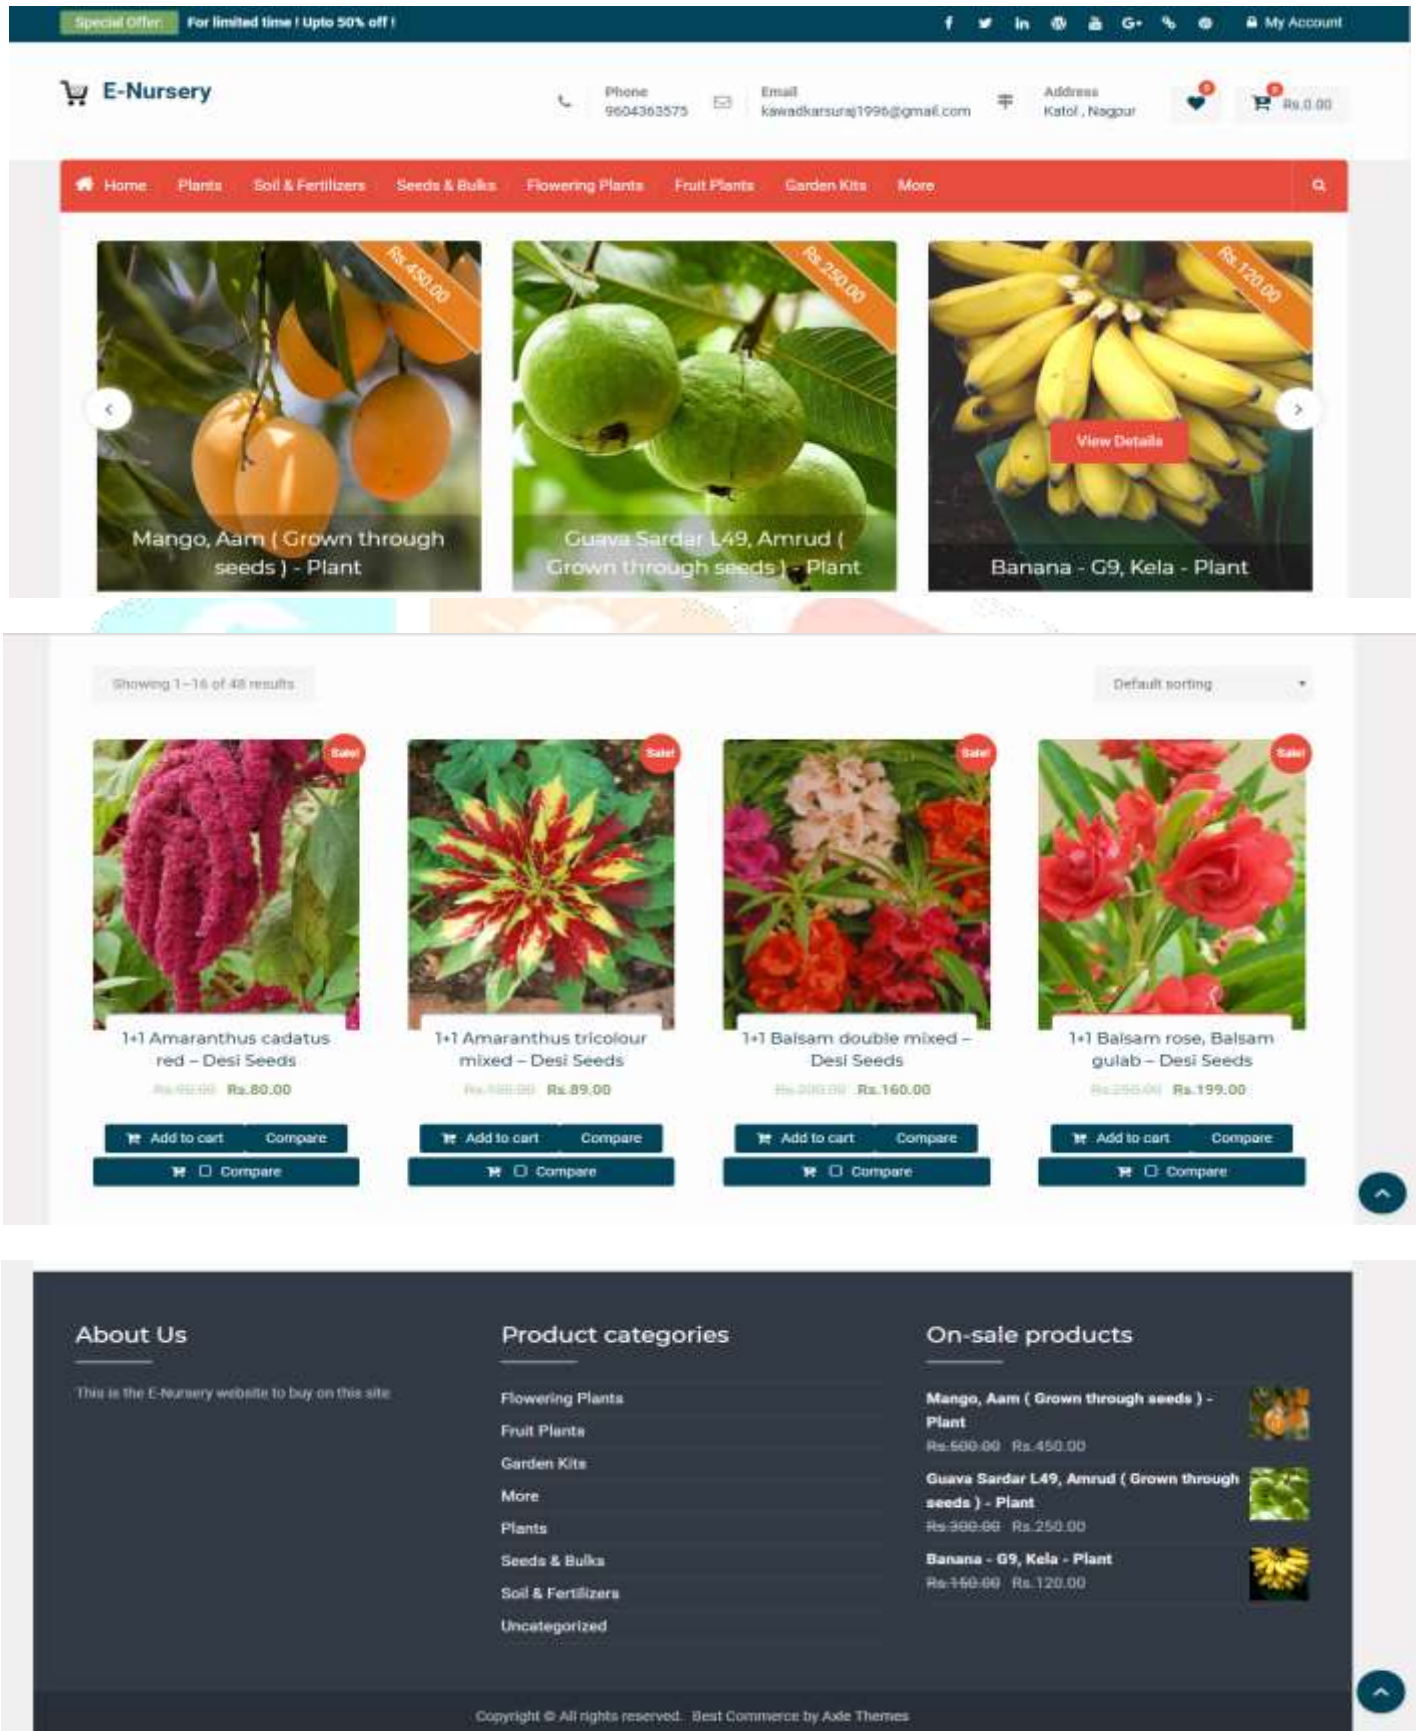 Special Offer: For limited time ! Upto 50% off !
My Account
E-Nursery
Phone
9604363575
Email
kawadkarsuraj1996@gmail.com
Address
Katol , Nagpur
0
0
Rs.0.00
Home Plants Soil & Fertilizers Seeds & Bulks Flowering Plants Fruit Plants Garden Kits More
Rs.450.00
Mango, Aam ( Grown through
seeds ) - Plant
Rs.250.00
Guava Sardar L49, Amrud (
Grown through seeds ) - Plant
Rs.120.00
View Details
Banana - G9, Kela - Plant
Showing 1–16 of 48 results
Default sorting
Sale!
1+1 Amaranthus cadatus
red – Desi Seeds
Rs.80.00
Add to cart Compare
Compare
Sale!
1+1 Amaranthus tricolour
mixed – Desi Seeds
Rs.89.00
Add to cart Compare
Compare
Sale!
1+1 Balsam double mixed –
Desi Seeds
Rs.200.00 Rs.160.00
Add to cart Compare
Compare
Sale!
1+1 Balsam rose, Balsam
gulab – Desi Seeds
Rs.250.00 Rs.199.00
Add to cart Compare
Compare
About Us
This is the E-Nursery website to buy on this site
Product categories
Flowering Plants
Fruit Plants
Garden Kits
More
Plants
Seeds & Bulks
Soil & Fertilizers
Uncategorized
On-sale products
Mango, Aam ( Grown through seeds ) -
Plant
Rs.500.00 Rs.450.00
Guava Sardar L49, Amrud ( Grown through
seeds ) - Plant
Rs.300.00 Rs.250.00
Banana - G9, Kela - Plant
Rs.150.00 Rs.120.00
Copyright © All rights reserved. Best Commerce by Axle Themes